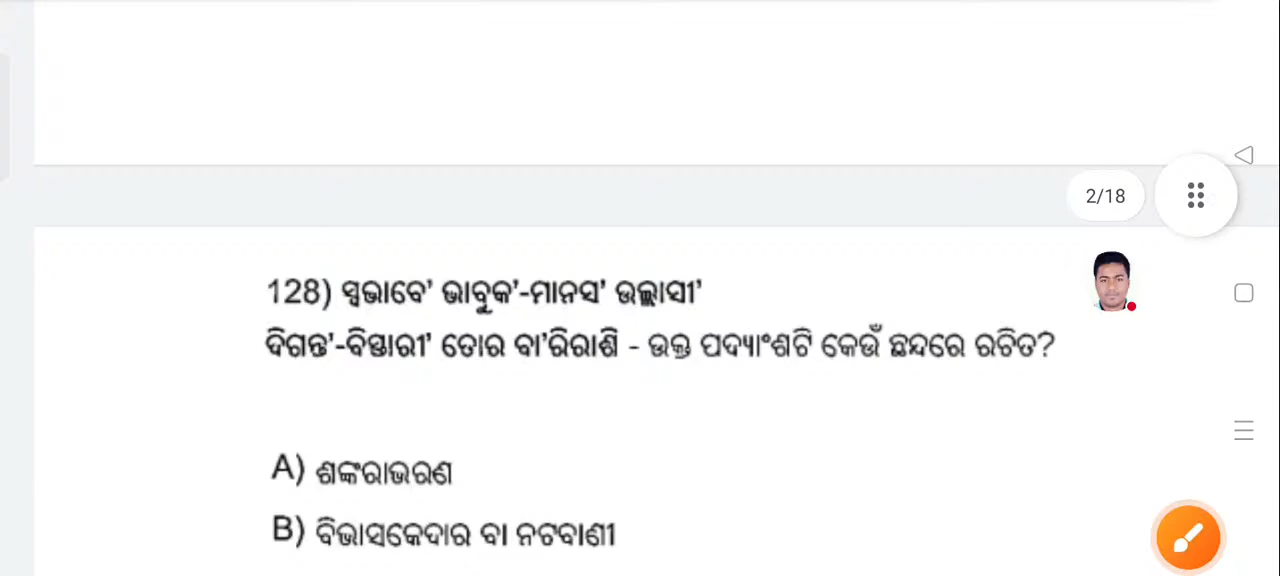 2/18
128) ସ୍ୱଭାବେ' ଭାବୁକ'-ମାନସ' ଉଲ୍ଲାସୀ'
ଦିଗନ୍ତ'-ବିସ୍ତାରୀ' ତୋର ବା'ରିରାଶି - ଉକ୍ତ ପଦ୍ୟାଂଶଟି କେଉଁ ଛନ୍ଦରେ ରଚିତ?
A) ଶଙ୍କରାଭରଣ
B) ବିଭାସକେଦାର ବା ନଟବାଣୀ